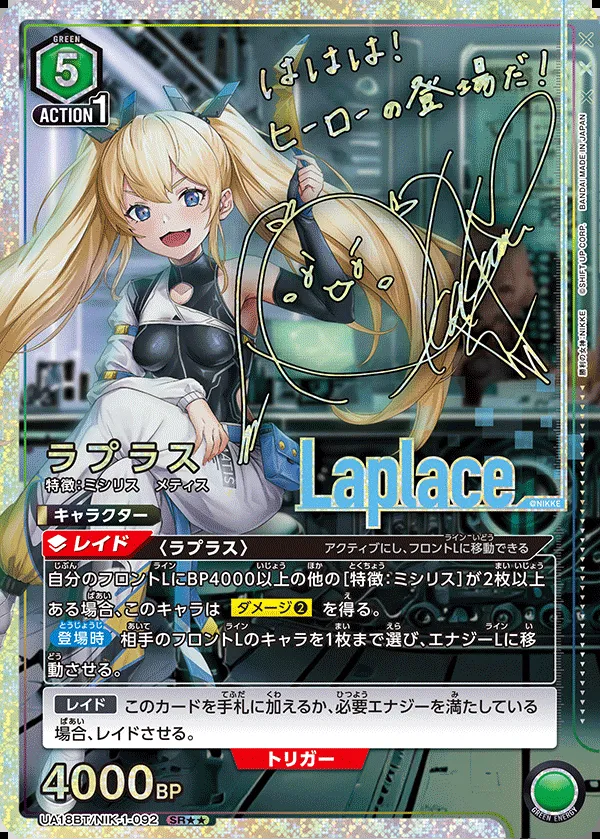 GREEN
5
ACTION 1
ははは!
ヒーローの登場だ!
勝利の女神:NIKKE ©SHIFT UP CORP. BANDAI MADE IN JAPAN
ラプラス
特徴:ミシリス メティス
Laplace
@NIKKE
キャラクター
レイド 〈ラプラス〉 アクティブにし、フロントLに移動できる
自分のフロントLにBP4000以上の他の[特徴:ミシリス]が2枚以上
ある場合、このキャラは ダメージ❷ を得る。
登場時 相手のフロントLのキャラを1枚まで選び、エナジーLに移
動させる。
レイド このカードを手札に加えるか、必要エナジーを満たしている
場合、レイドさせる。
トリガー
4000BP
UA18BT/NIK-1-092 SR★★
GREEN ENERGY